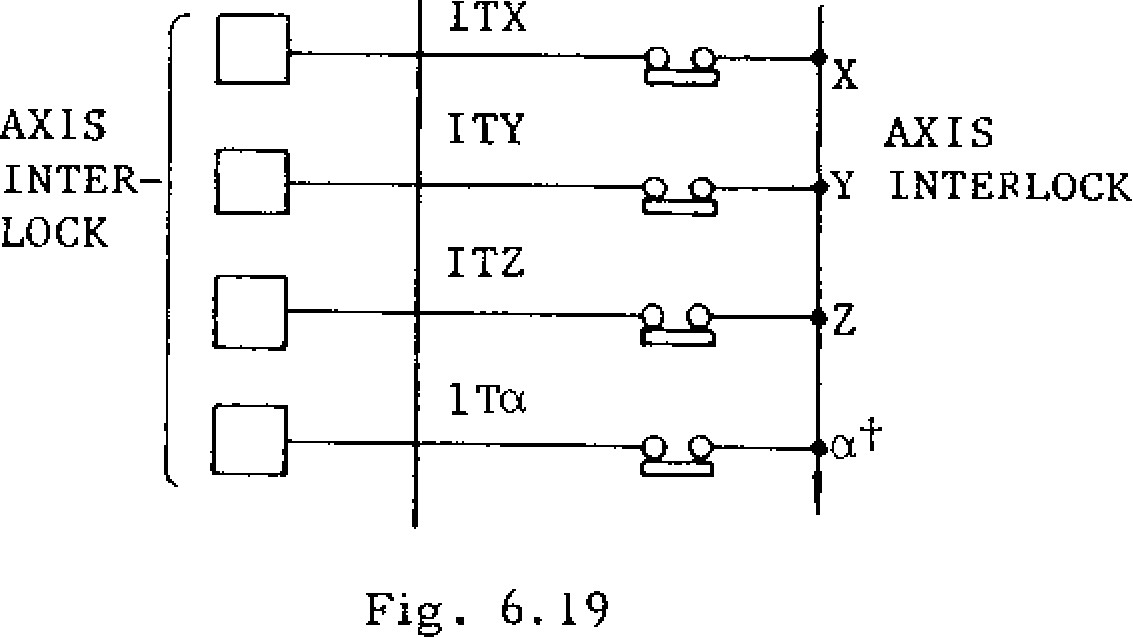 ITX
X
AXIS
INTER-
LOCK
ITY
Y
AXIS
INTERLOCK
ITZ
Z
1Tα
α†
Fig. 6.19